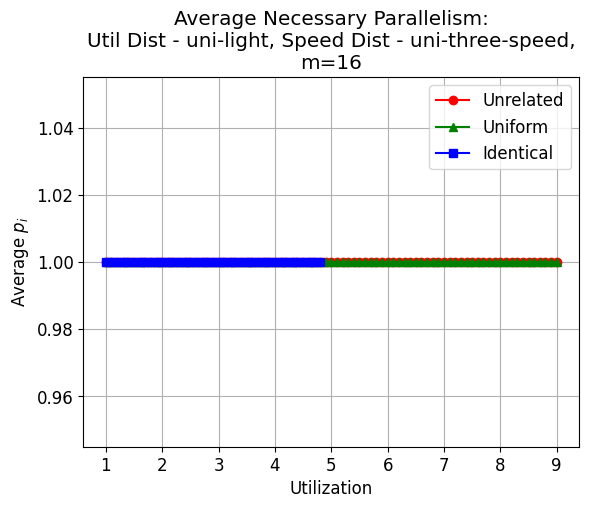 Average Necessary Parallelism:
Util Dist - uni-light, Speed Dist - uni-three-speed,
m=16
Unrelated
Uniform
Identical
1.04
1.02
1.00
0.98
0.96
Average p_i
1 2 3 4 5 6 7 8 9
Utilization